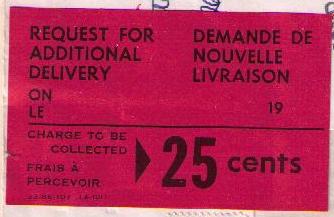 REQUEST FOR
ADDITIONAL
DELIVERY
DEMANDE DE
NOUVELLE
LIVRAISON
ON
LE
19
CHARGE TO BE
COLLECTED
FRAIS À
PERCEVOIR
25 cents